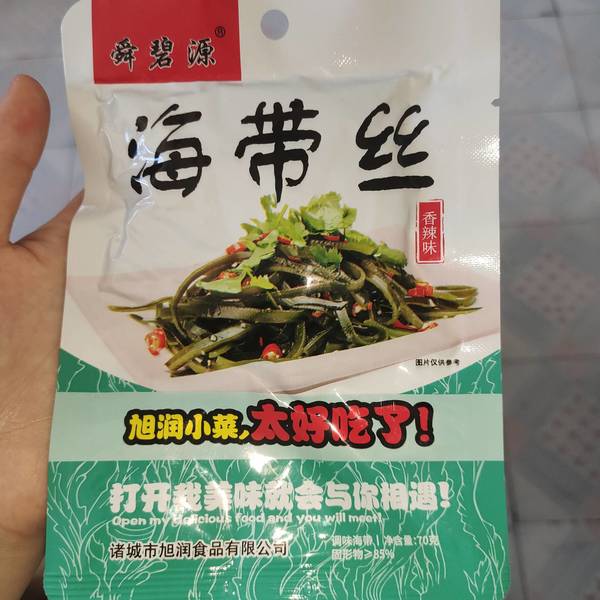 舜碧源®
海带丝
香辣味
图片仅供参考
旭润小菜,太好吃了!
打开我美味就会与你相遇!
Open my delicious food and you will meet!
诸城市旭润食品有限公司
调味海带 净含量:70克
固形物≥85%